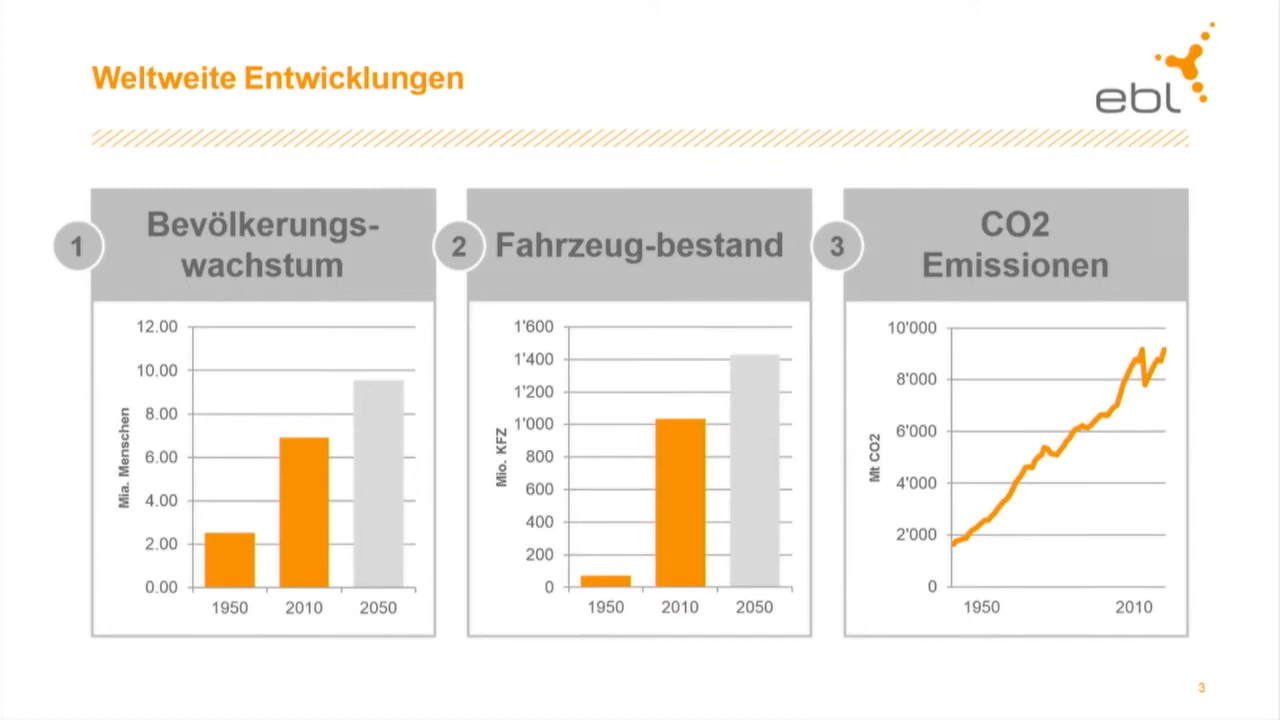 Weltweite Entwicklungen
ebl
1
Bevölkerungs-
wachstum
12.00
10.00
8.00
6.00
4.00
2.00
0.00
Mia. Menschen
1950 2010 2050
2
Fahrzeug-bestand
1'600
1'400
1'200
1'000
800
600
400
200
0
Mio. KFZ
1950 2010 2050
3
CO2
Emissionen
10'000
8'000
6'000
4'000
2'000
0
Mt CO2
1950 2010
3